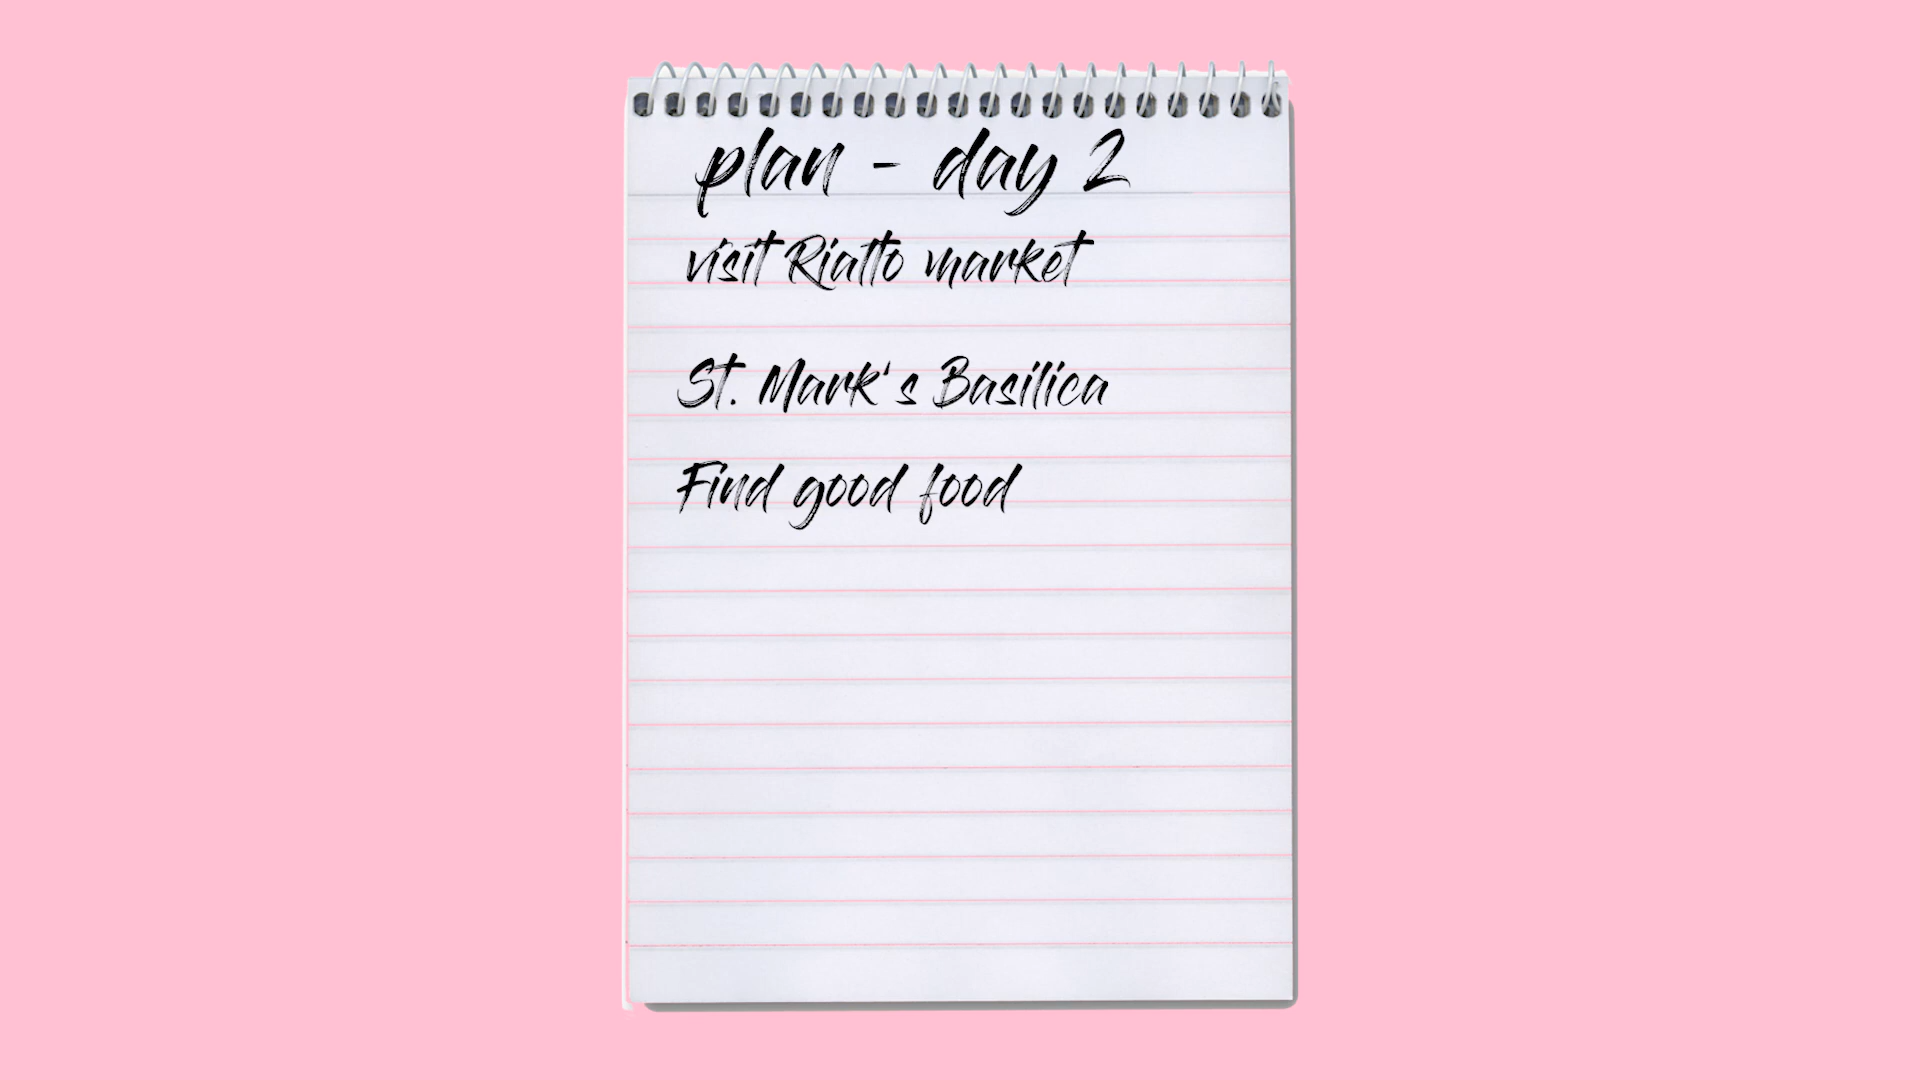 plan - day 2
visit Rialto market
St. Mark's Basilica
Find good food